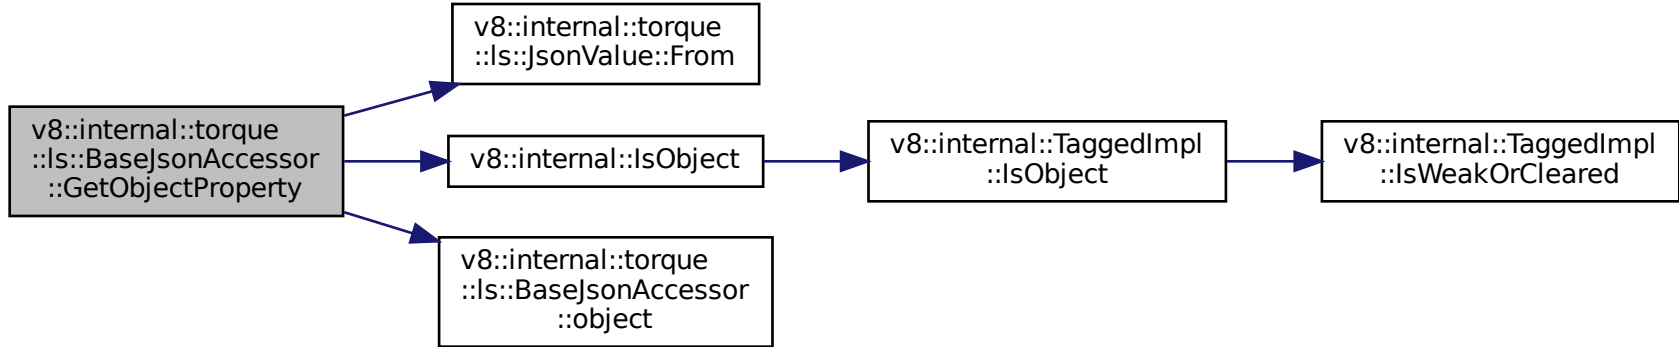 v8::internal::torque
::ls::BaseJsonAccessor
::GetObjectProperty
v8::internal::torque
::ls::JsonValue::From
v8::internal::IsObject
v8::internal::TaggedImpl
::IsObject
v8::internal::TaggedImpl
::IsWeakOrCleared
v8::internal::torque
::ls::BaseJsonAccessor
::object